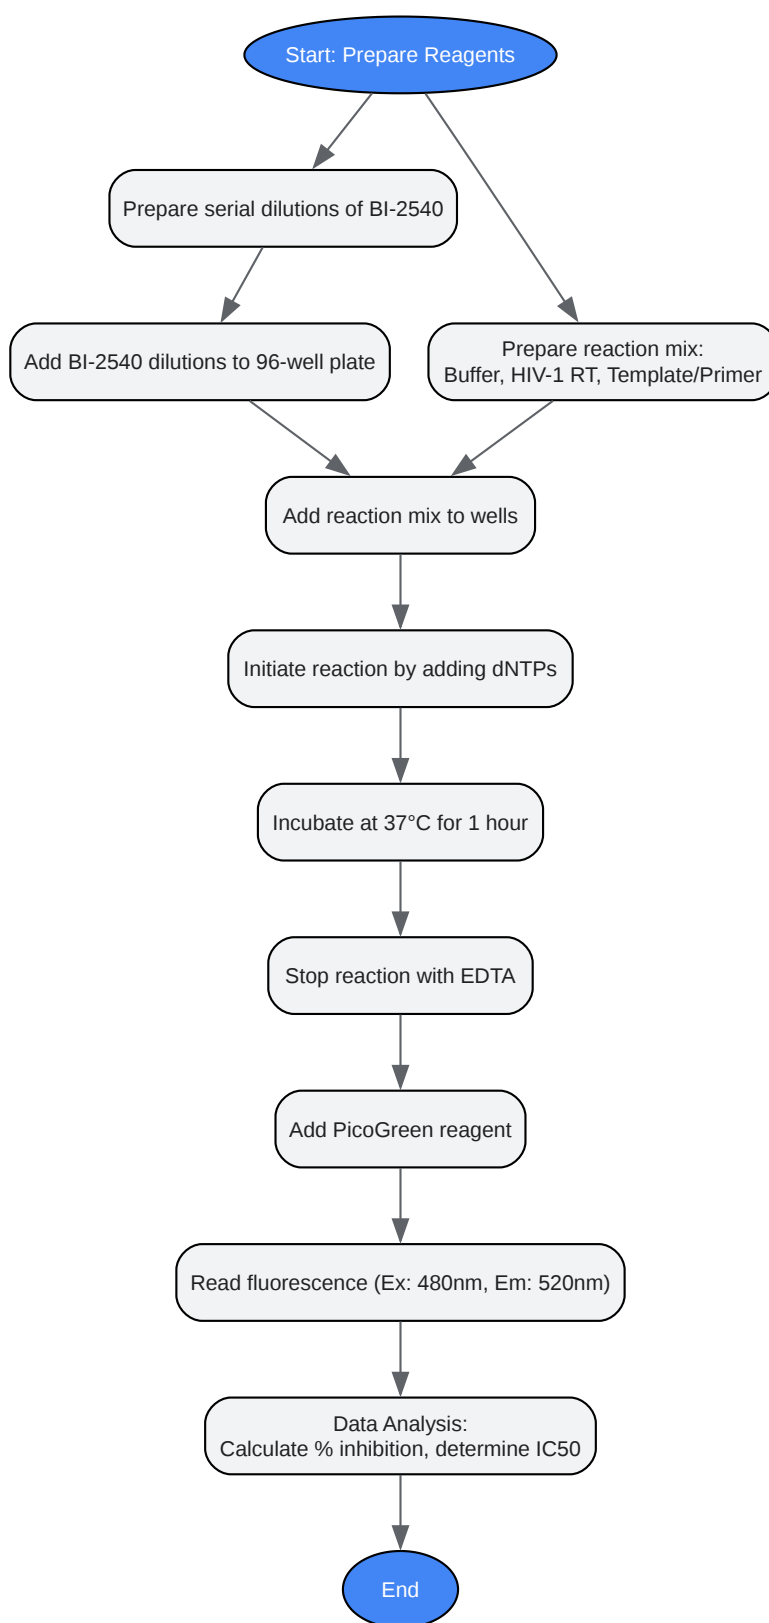 Start: Prepare Reagents
Prepare serial dilutions of BI-2540
Add BI-2540 dilutions to 96-well plate
Prepare reaction mix:
Buffer, HIV-1 RT, Template/Primer
Add reaction mix to wells
Initiate reaction by adding dNTPs
Incubate at 37°C for 1 hour
Stop reaction with EDTA
Add PicoGreen reagent
Read fluorescence (Ex: 480nm, Em: 520nm)
Data Analysis:
Calculate % inhibition, determine IC50
End